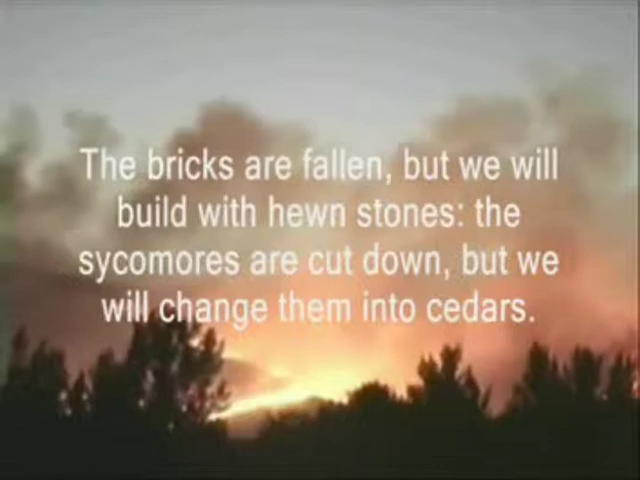 The bricks are fallen, but we will
build with hewn stones: the
sycomores are cut down, but we
will change them into cedars.